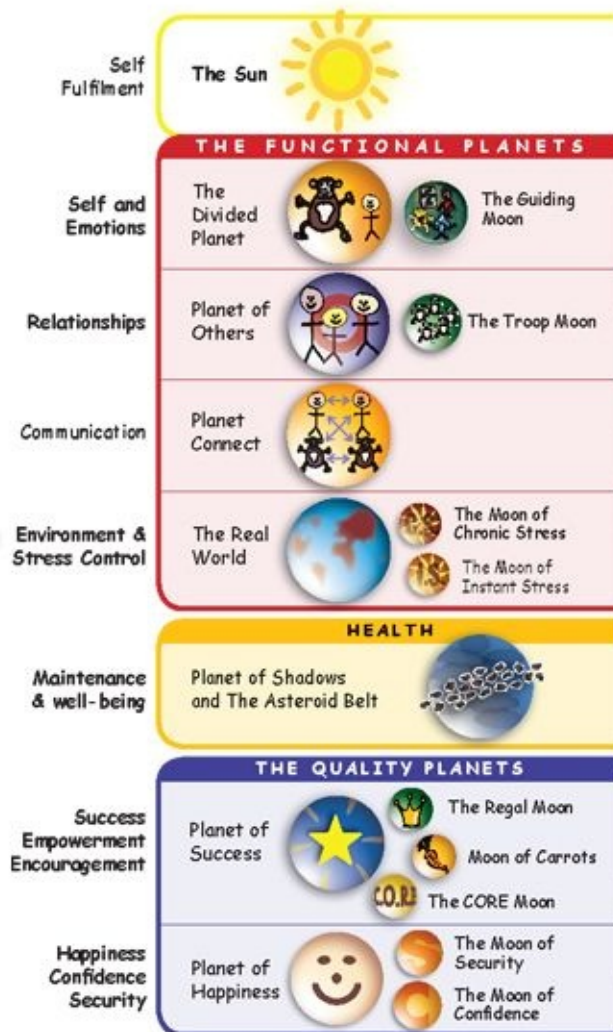 Self
Fulfilment
The Sun
THE FUNCTIONAL PLANETS
Self and
Emotions
The
Divided
Planet
The Guiding
Moon
Relationships
Planet of
Others
The Troop Moon
Communication
Planet
Connect
Environment &
Stress Control
The Real
World
The Moon of
Chronic Stress
The Moon of
Instant Stress
HEALTH
Maintenance
& well-being
Planet of Shadows
and The Asteroid Belt
THE QUALITY PLANETS
Success
Empowerment
Encouragement
Planet of
Success
The Regal Moon
Moon of Carrots
C.O.R.E
The CORE Moon
Happiness
Confidence
Security
Planet of
Happiness
S
The Moon of
Security
C
The Moon of
Confidence